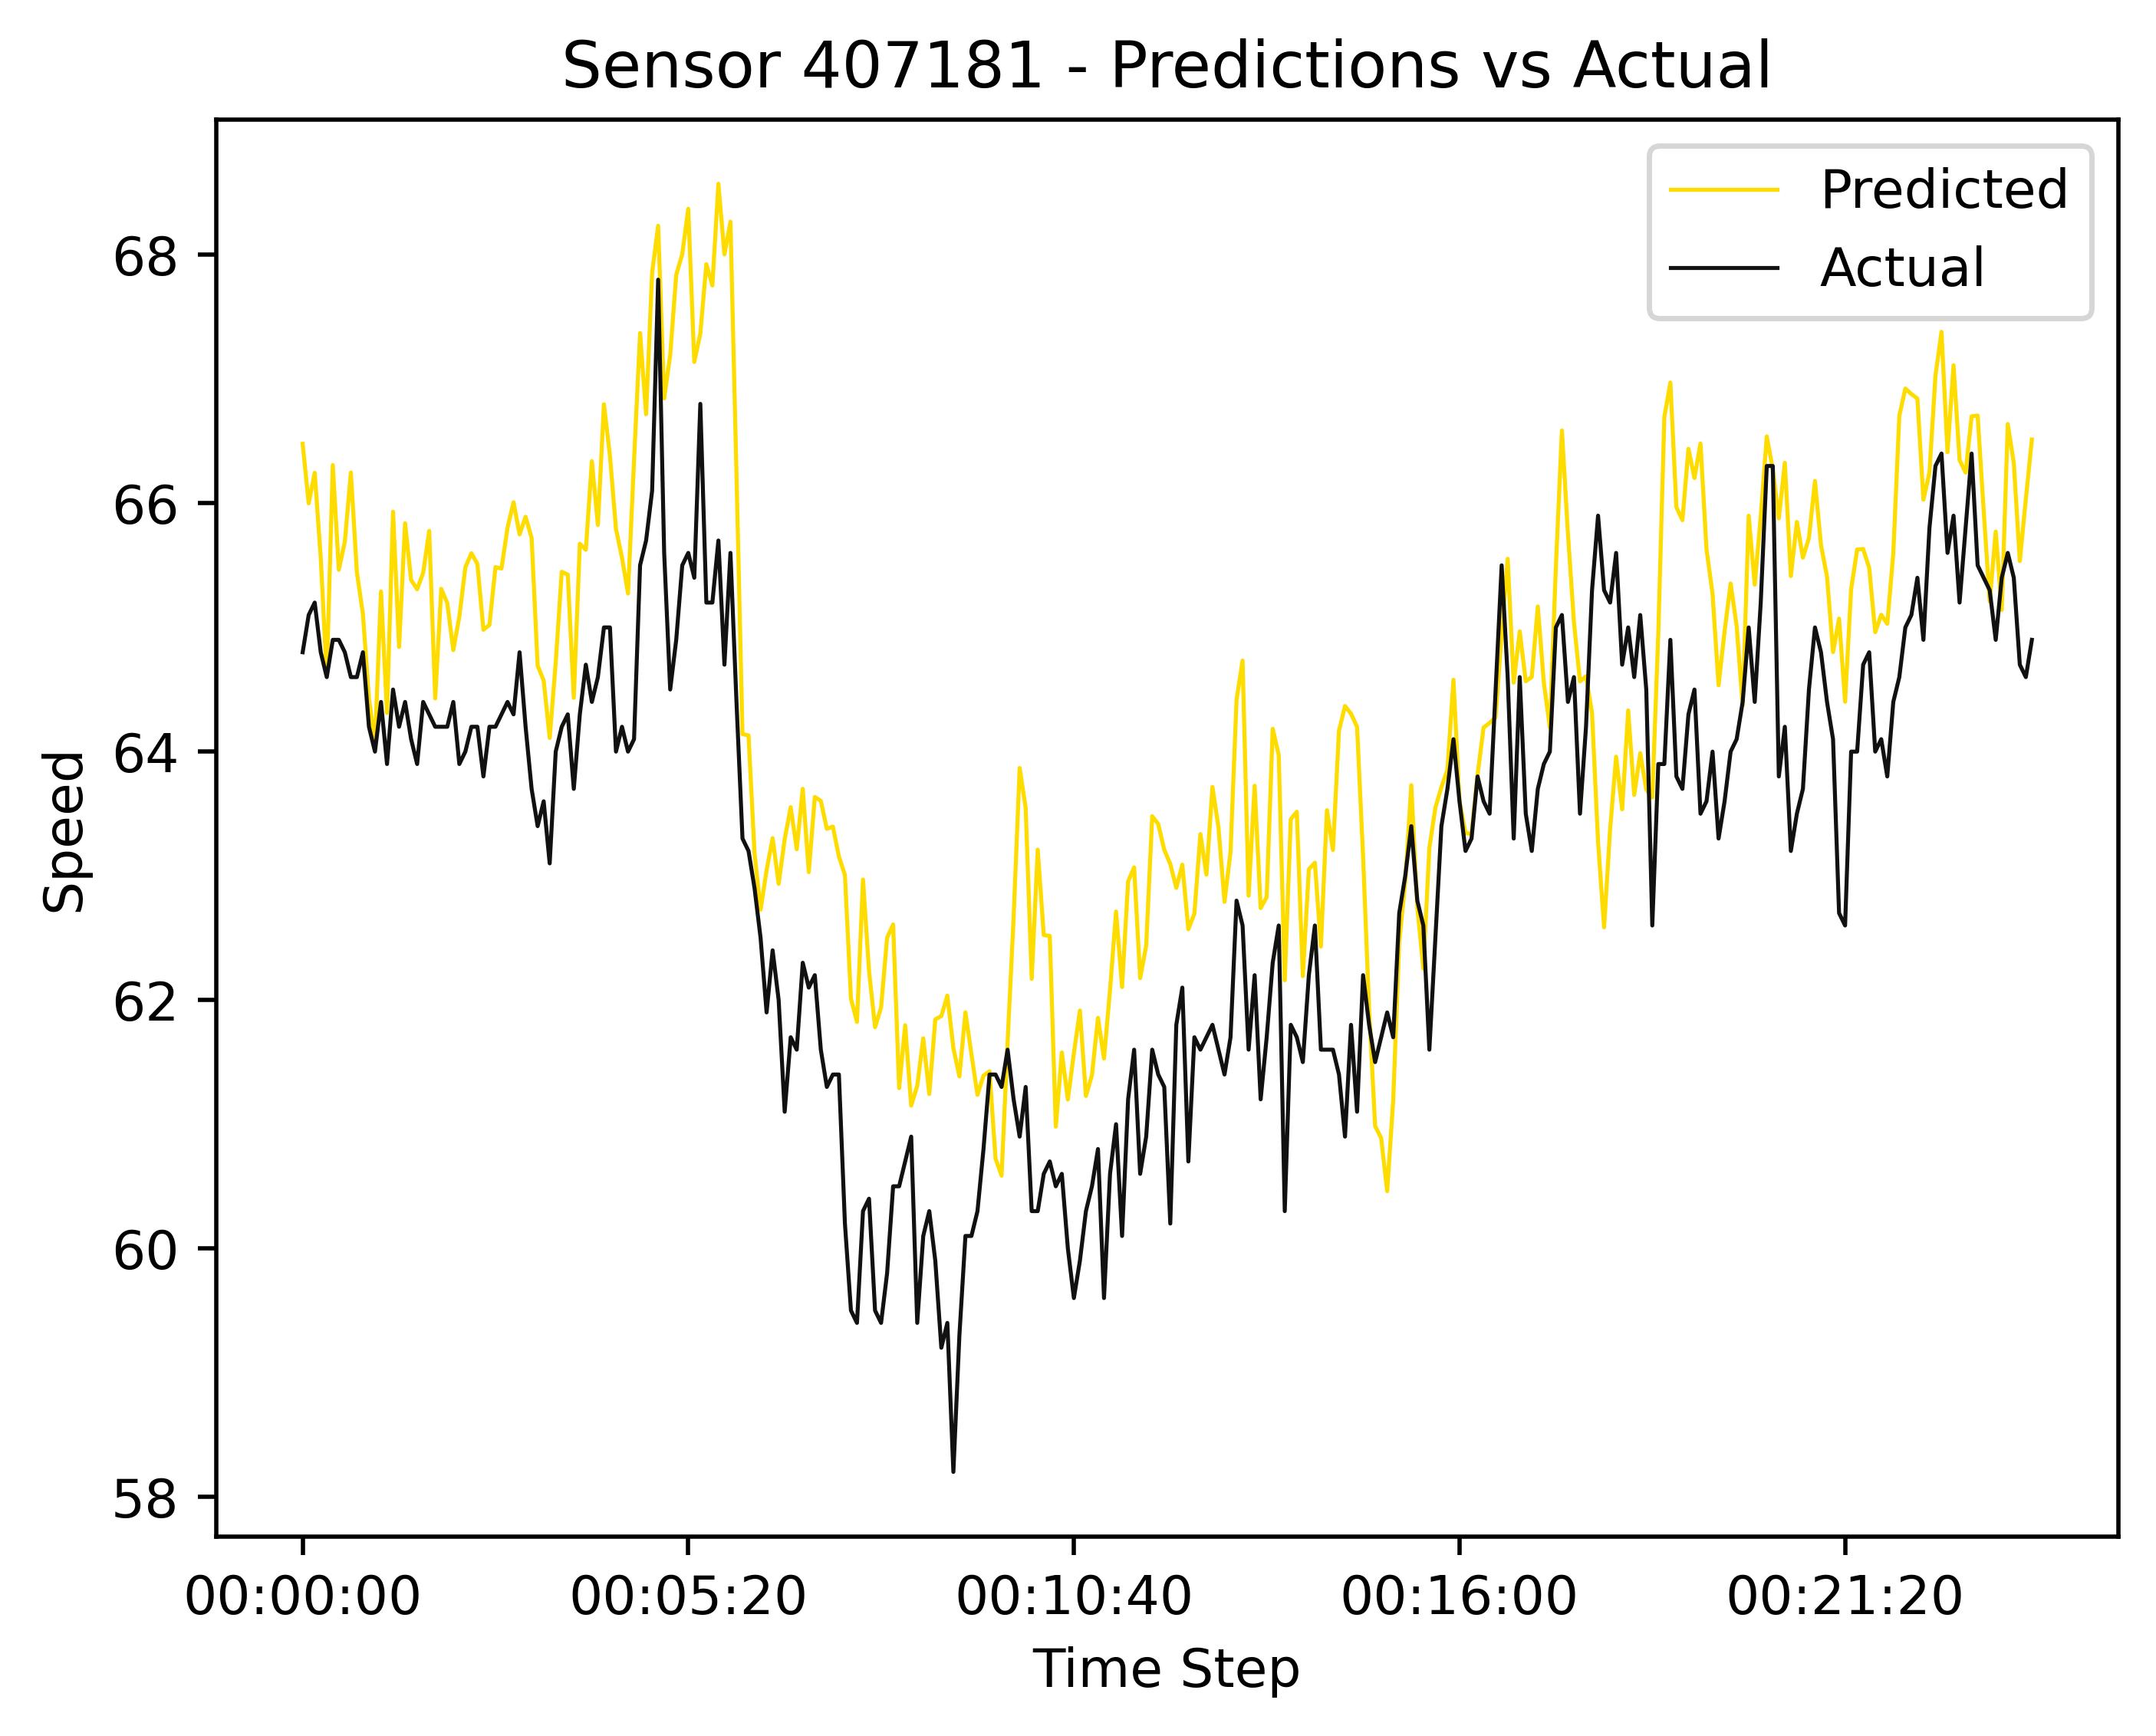 Sensor 407181 - Predictions vs Actual
Predicted
Actual
68
66
64
62
60
58
Speed
00:00:00 00:05:20 00:10:40 00:16:00 00:21:20
Time Step